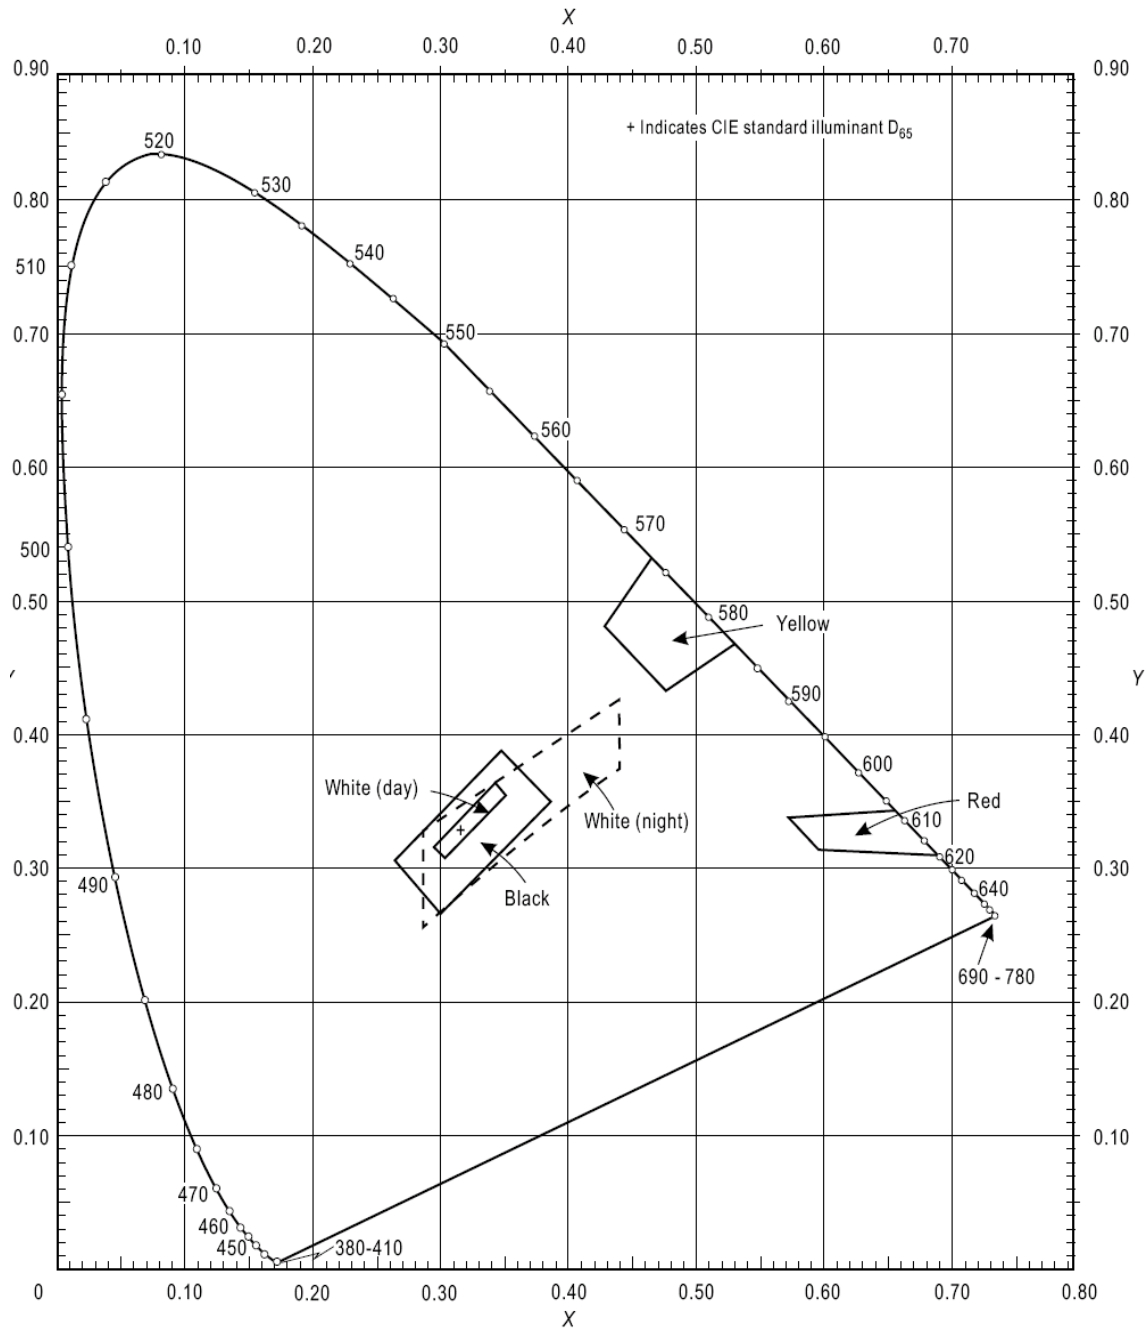 X
0.10 0.20 0.30 0.40 0.50 0.60 0.70
0.90 0.90
+ Indicates CIE standard illuminant D65
520
530
0.80 0.80
540
510
550
0.70 0.70
560
0.60 0.60
570
500
0.50 580 0.50
Yellow
Y
590
0.40 0.40
600
White (day)
Red
White (night)
610
620
0.30 0.30
490
Black
640
690 - 780
0.20 0.20
480
0.10 0.10
470
460
450 380-410
0 0.10 0.20 0.30 0.40 0.50 0.60 0.70 0.80
X